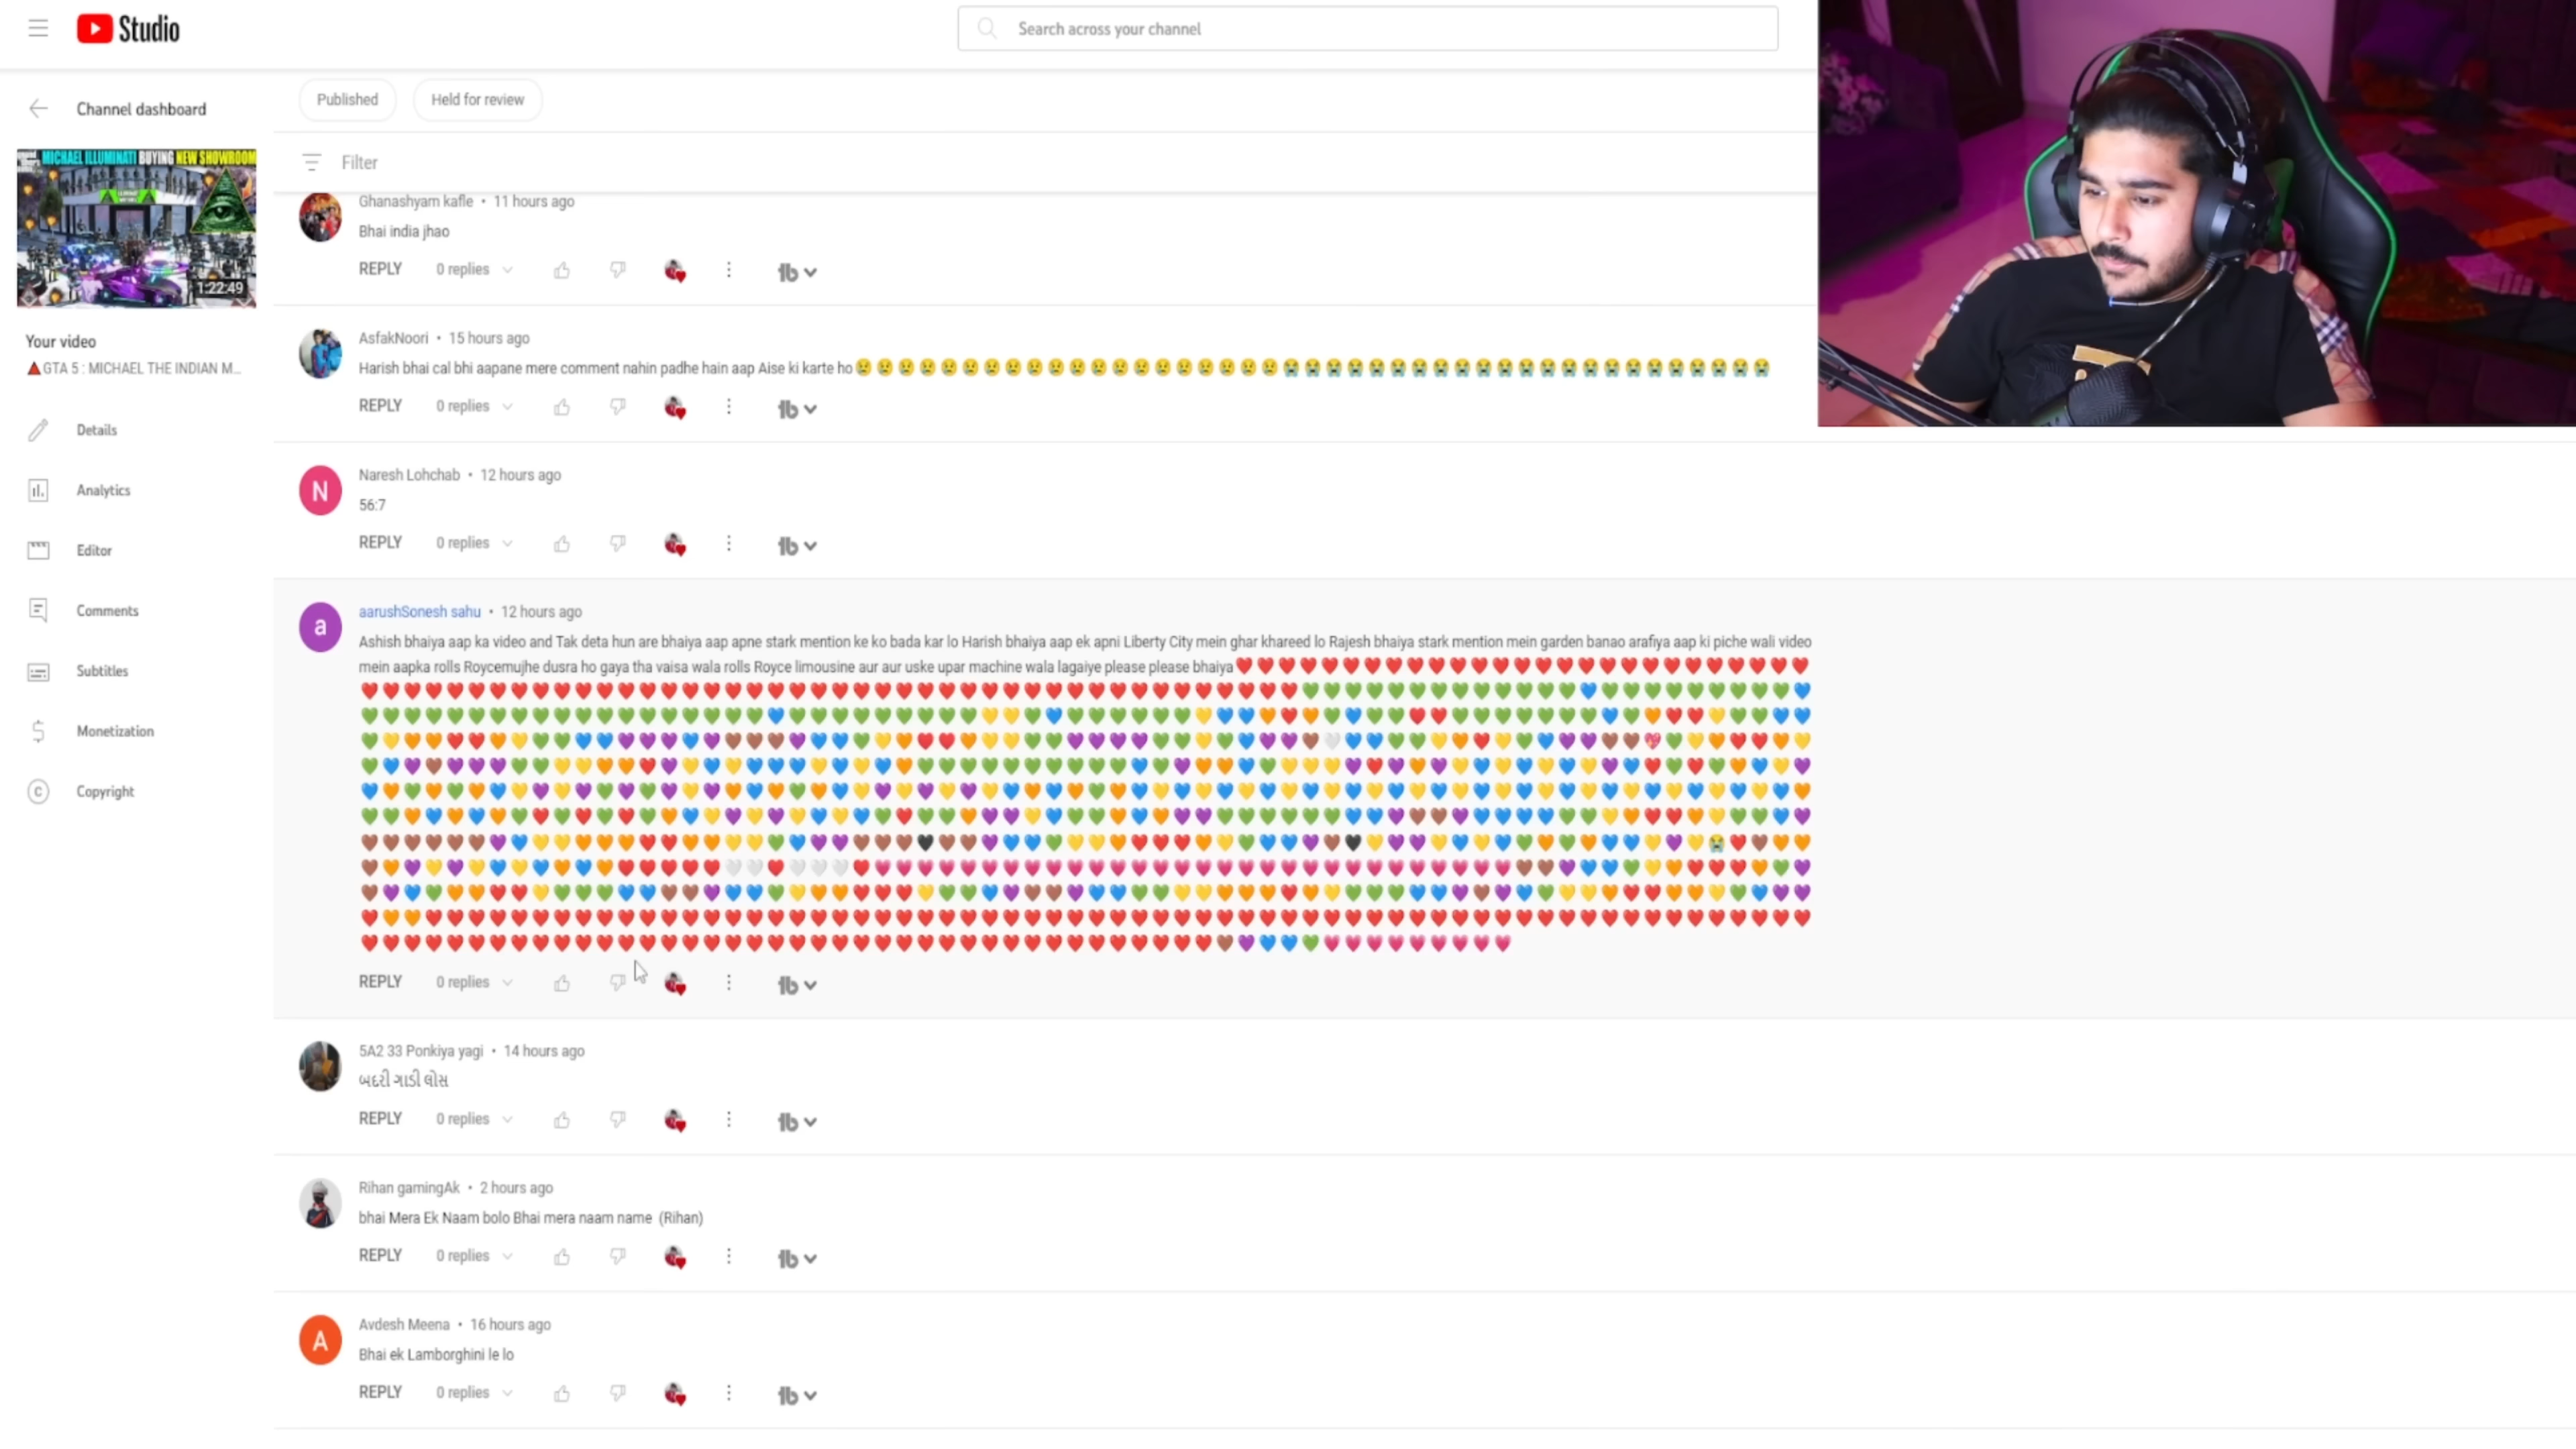 Studio
Search across your channel
Channel dashboard
MICHAEL ILLUMINATI BUYING NEW SHOWROOM
1:22:49
Your video
GTA 5 : MICHAEL THE INDIAN M...
Details
Analytics
Editor
Comments
Subtitles
Monetization
Copyright
Published
Held for review
Filter
Ghanashyam kafle • 11 hours ago
Bhai india jhao
REPLY 0 replies
AsfakNoori • 15 hours ago
Harish bhai cal bhi aapane mere comment nahin padhe hain aap Aise ki karte ho
REPLY 0 replies
N
Naresh Lohchab • 12 hours ago
56:7
REPLY 0 replies
a
aarushSonesh sahu • 12 hours ago
Ashish bhaiya aap ka video and Tak deta hun are bhaiya aap apne stark mention ke ko bada kar lo Harish bhaiya aap ek apni Liberty City mein ghar khareed lo Rajesh bhaiya stark mention mein garden banao arafiya aap ki piche wali video
mein aapka rolls Roycemujhe dusra ho gaya tha vaisa wala rolls Royce limousine aur aur uske upar machine wala lagaiye please please bhaiya
REPLY 0 replies
5A2 33 Ponkiya yagi • 14 hours ago
બદરી ગાડી લોસ
REPLY 0 replies
Rihan gamingAk • 2 hours ago
bhai Mera Ek Naam bolo Bhai mera naam name (Rihan)
REPLY 0 replies
A
Avdesh Meena • 16 hours ago
Bhai ek Lamborghini le lo
REPLY 0 replies